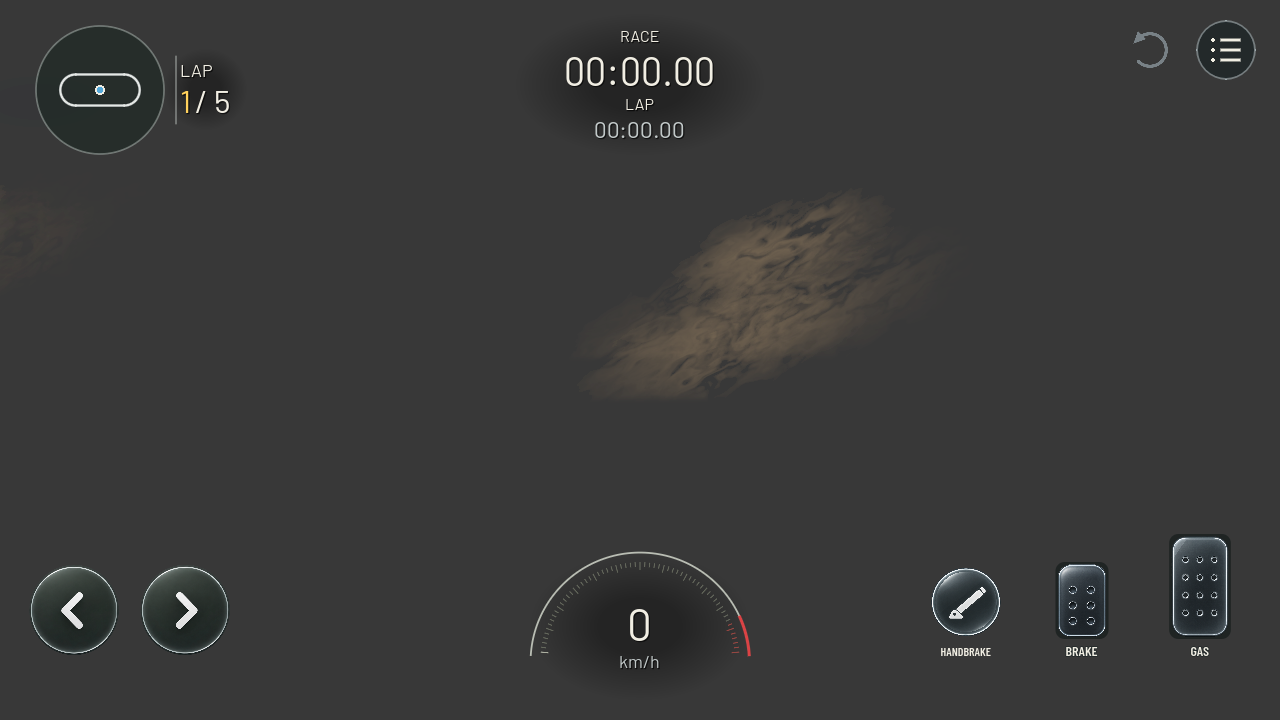 LAP
1/ 5
RACE
00:00.00
LAP
00:00.00
0
km/h
HANDBRAKE
BRAKE
GAS